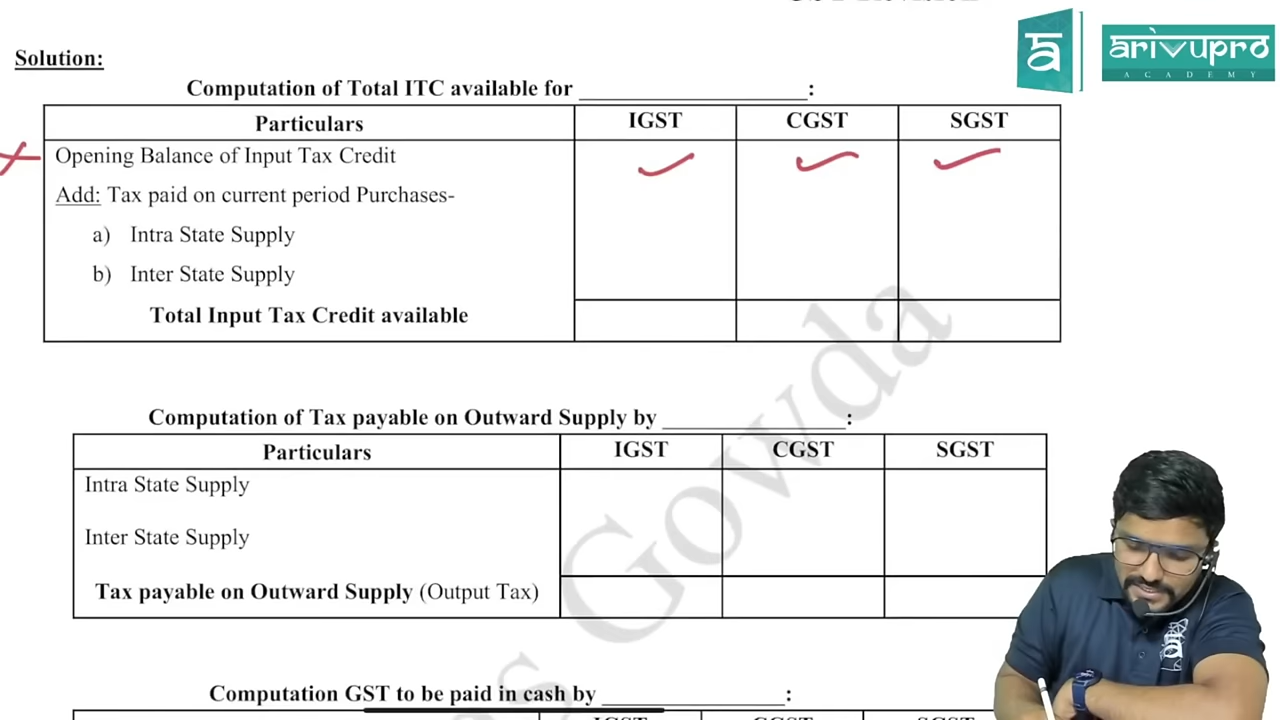 arivupro
ACADEMY
Solution:
Computation of Total ITC available for ____________________:
Particulars IGST CGST SGST
Opening Balance of Input Tax Credit
Add: Tax paid on current period Purchases-
a) Intra State Supply
b) Inter State Supply
Total Input Tax Credit available
Computation of Tax payable on Outward Supply by ________________:
Particulars IGST CGST SGST
Intra State Supply
Inter State Supply
Tax payable on Outward Supply (Output Tax)
Computation GST to be paid in cash by ________________:
Gowda